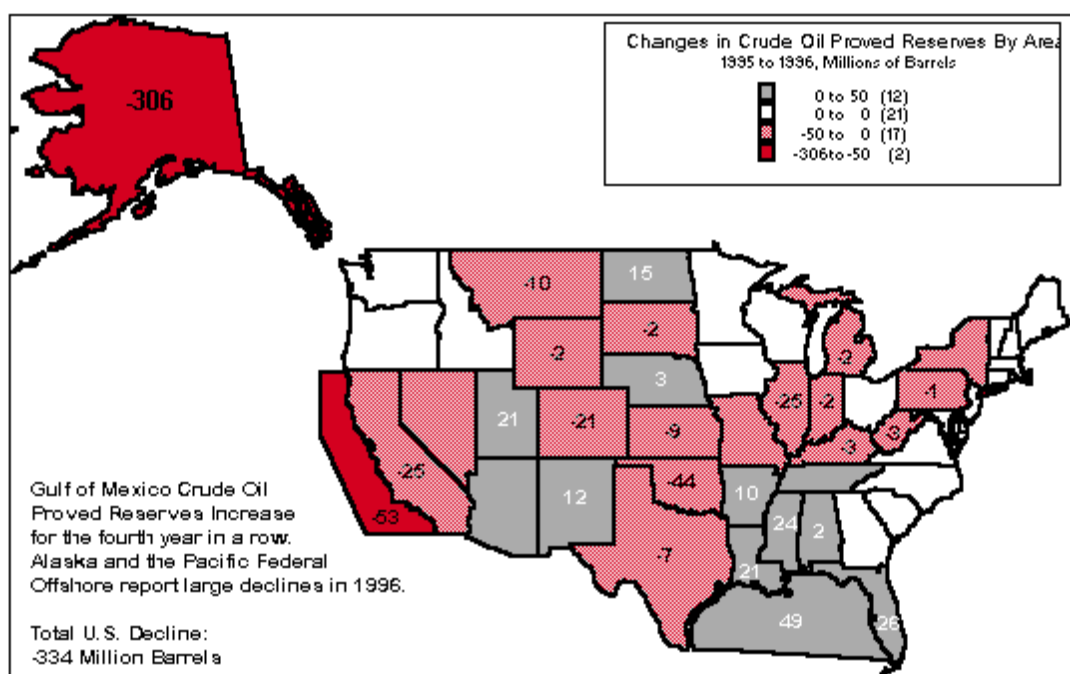 Changes in Crude Oil Proved Reserves By Area
1995 to 1996, Millions of Barrels
0 to 50 (12)
0 to 0 (21)
-50 to 0 (17)
-306 to -50 (2)
-306
-10
15
-2
-2
-2
3
-25
-2
-1
21
-21
-9
-3
-3
-25
12
-44
10
-53
24
2
-7
21
49
26
Gulf of Mexico Crude Oil
Proved Reserves Increase
for the fourth year in a row.
Alaska and the Pacific Federal
Offshore report large declines in 1996.
Total U.S. Decline:
-334 Million Barrels